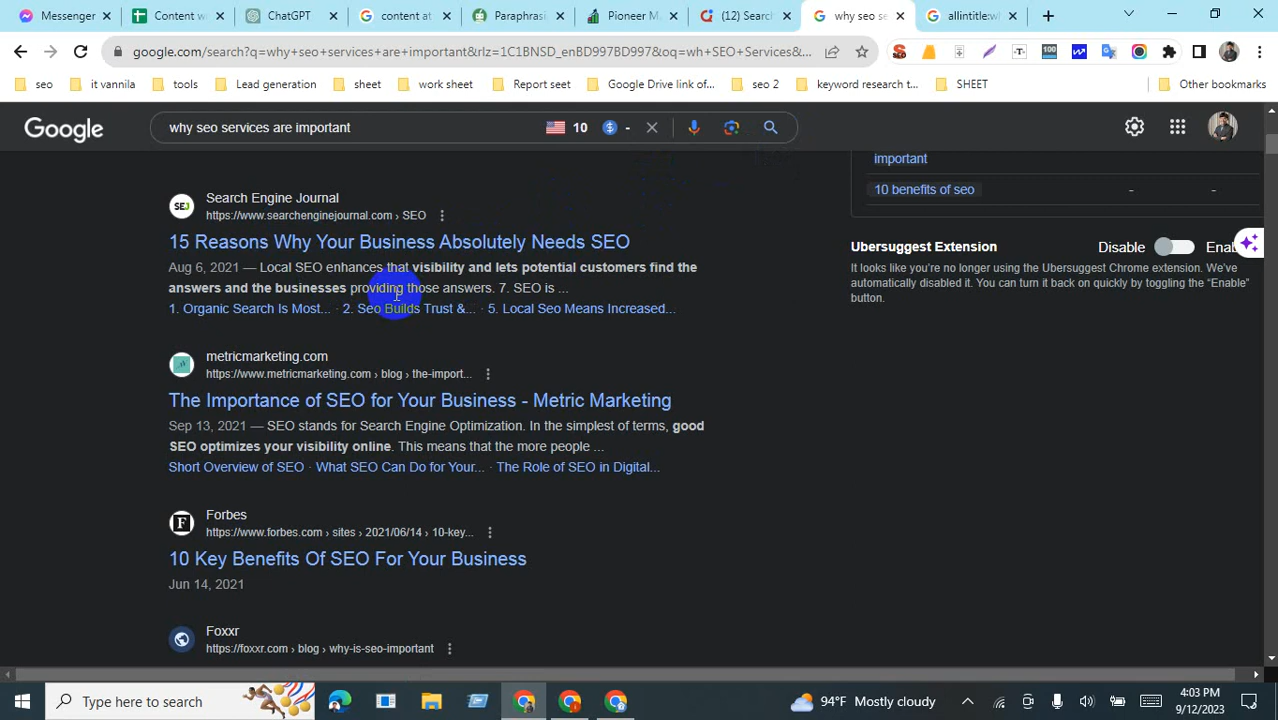 Messenger
Content w
ChatGPT
content at
Paraphrasi
Pioneer M
(12) Searc
why seo se
allintitle:wl
google.com/search?q=why+seo+services+are+important&rlz=1C1BNSD_enBD997BD997&oq=wh+SEO+Services&...
100
seo
it vannila
tools
Lead generation
sheet
work sheet
Report seet
Google Drive link of...
seo 2
keyword research t...
SHEET
Other bookmarks
Google
why seo services are important
10
-
important
10 benefits of seo - -
Ubersuggest Extension
Disable
Enab
It looks like you're no longer using the Ubersuggest Chrome extension. We've
automatically disabled it. You can turn it back on quickly by toggling the "Enable"
button.
SEJ
Search Engine Journal
https://www.searchenginejournal.com › SEO
15 Reasons Why Your Business Absolutely Needs SEO
Aug 6, 2021 — Local SEO enhances that visibility and lets potential customers find the
answers and the businesses providing those answers. 7. SEO is ...
1. Organic Search Is Most... · 2. Seo Builds Trust &... · 5. Local Seo Means Increased...
metricmarketing.com
https://www.metricmarketing.com › blog › the-import...
The Importance of SEO for Your Business - Metric Marketing
Sep 13, 2021 — SEO stands for Search Engine Optimization. In the simplest of terms, good
SEO optimizes your visibility online. This means that the more people ...
Short Overview of SEO · What SEO Can Do for Your... · The Role of SEO in Digital...
F
Forbes
https://www.forbes.com › sites › 2021/06/14 › 10-key...
10 Key Benefits Of SEO For Your Business
Jun 14, 2021
Foxxr
https://foxxr.com › blog › why-is-seo-important
Type here to search
94°F Mostly cloudy
4:03 PM
9/12/2023